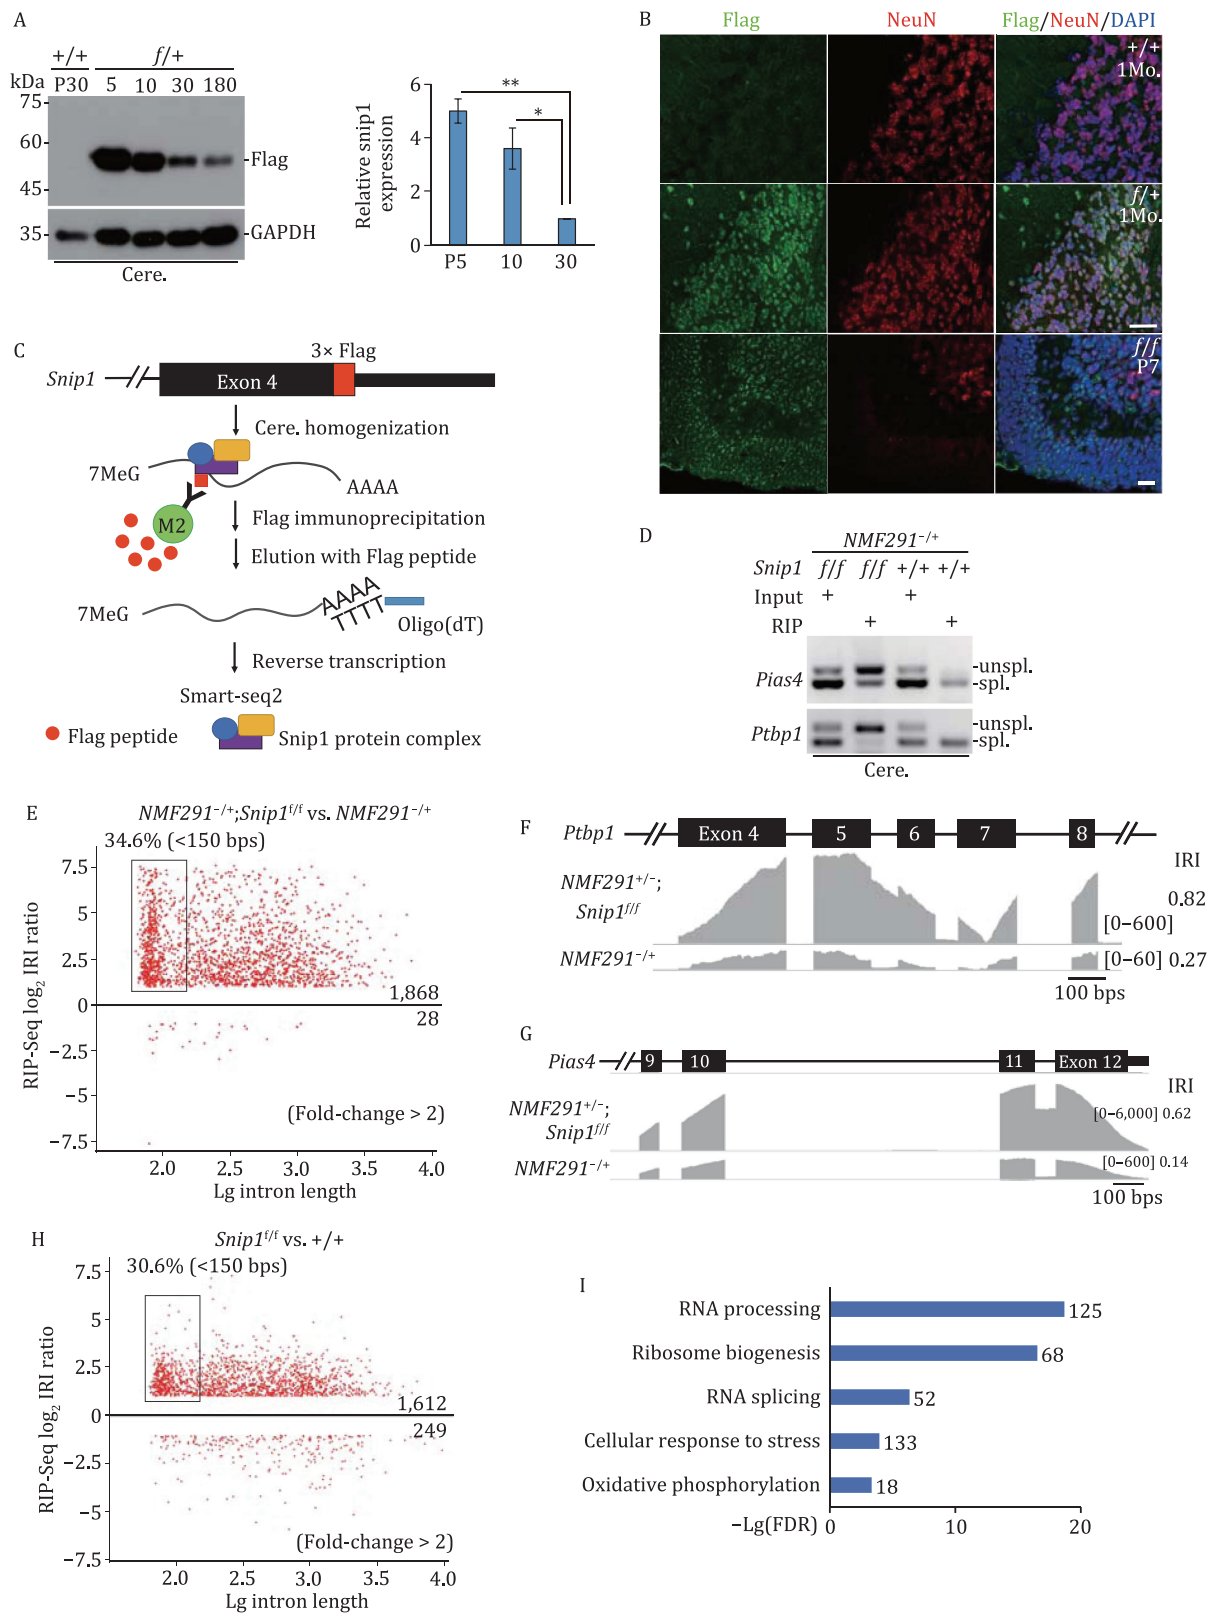 A
+/+
f/+
kDa
P30 5 10 30 180
75
60
45
35
Flag
GAPDH
Cere.
Relative snip1
expression
6
4
2
0
**
*
P5 10 30
B
Flag
NeuN
Flag/NeuN/DAPI
+/+
1Mo.
f/+
1Mo.
f/f
P7
C
3× Flag
Snip1
Exon 4
Cere. homogenization
7MeG
AAAA
M2
Flag immunoprecipitation
Elution with Flag peptide
AAAA
7MeG
TTTT
Oligo(dT)
Reverse transcription
Smart-seq2
Flag peptide
Snip1 protein complex
D
NMF291−/+
Snip1 f/f f/f +/+ +/+
Input + +
RIP + +
Pias4
-unspl.
-spl.
Ptbp1
-unspl.
-spl.
Cere.
E
NMF291−/+;Snip1f/f vs. NMF291−/+
34.6% (<150 bps)
RIP-Seq log2 IRI ratio
7.5
5
2.5
0
−2.5
−5
−7.5
1,868
28
(Fold-change > 2)
2.0 2.5 3.0 3.5 4.0
Lg intron length
F
Ptbp1
Exon 4 5 6 7 8
IRI
NMF291+/−;
Snip1f/f
0.82
[0–600]
NMF291−/+
[0–60] 0.27
100 bps
G
Pias4
9 10 11 Exon 12
IRI
NMF291+/−;
Snip1f/f
[0–6,000] 0.62
NMF291−/+
[0–600] 0.14
100 bps
H
Snip1f/f vs. +/+
30.6% (<150 bps)
RIP-Seq log2 IRI ratio
7.5
5
2.5
0
−2.5
−5
−7.5
1,612
249
(Fold-change > 2)
2.0 2.5 3.0 3.5 4.0
Lg intron length
I
RNA processing 125
Ribosome biogenesis 68
RNA splicing 52
Cellular response to stress 133
Oxidative phosphorylation 18
−Lg(FDR) 0 10 20